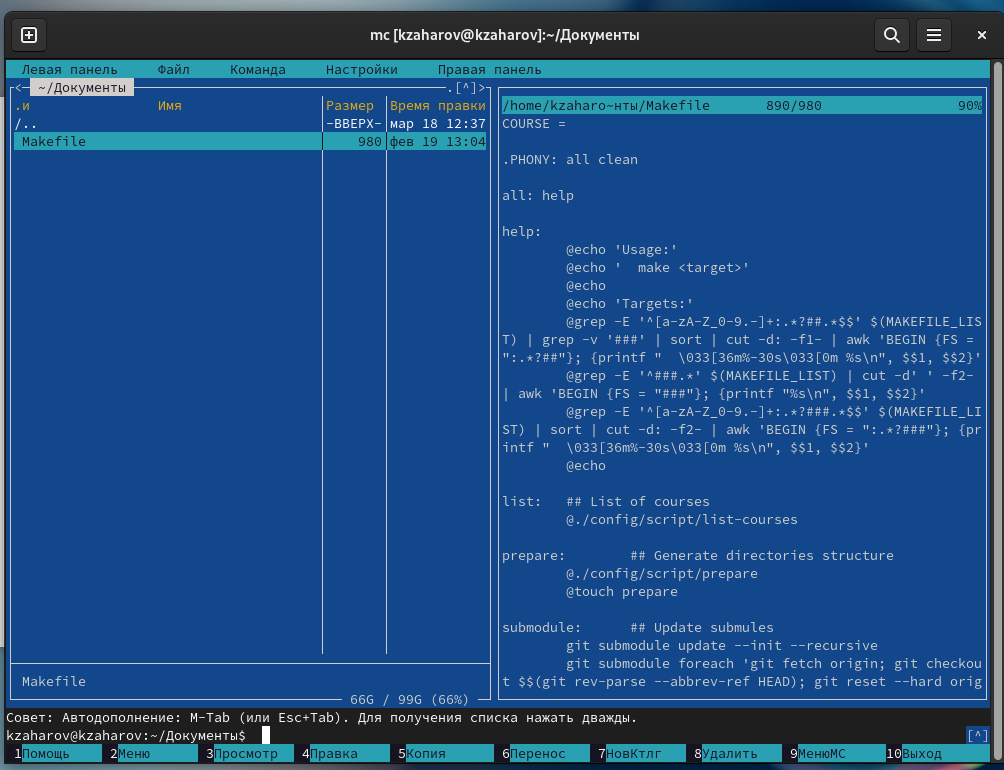 mc [kzaharov@kzaharov]:~/Документы
Левая панель Файл Команда Настройки Правая панель
<— ~/Документы .[^]>
.и Имя Размер Время правки
/.. -ВВЕРХ- мар 18 12:37
Makefile 980 фев 19 13:04
Makefile
66G / 99G (66%)
/home/kzaharo~нты/Makefile 890/980 90%
COURSE =
.PHONY: all clean
all: help
help:
@echo 'Usage:'
@echo '  make <target>'
@echo
@echo 'Targets:'
@grep -E '^[a-zA-Z_0-9.-]+:.*?##.*$$' $(MAKEFILE_LIS
T) | grep -v '###' | sort | cut -d: -f1- | awk 'BEGIN {FS =
":.*?##"}; {printf "  \033[36m%-30s\033[0m %s\n", $$1, $$2}'
@grep -E '^###.*' $(MAKEFILE_LIST) | cut -d' ' -f2-
| awk 'BEGIN {FS = "###"}; {printf "%s\n", $$1, $$2}'
@grep -E '^[a-zA-Z_0-9.-]+:.*?###.*$$' $(MAKEFILE_LI
ST) | sort | cut -d: -f2- | awk 'BEGIN {FS = ":.*?###"}; {pr
intf "  \033[36m%-30s\033[0m %s\n", $$1, $$2}'
@echo
list: ## List of courses
@./config/script/list-courses
prepare: ## Generate directories structure
@./config/script/prepare
@touch prepare
submodule: ## Update submules
git submodule update --init --recursive
git submodule foreach 'git fetch origin; git checkou
t $$(git rev-parse --abbrev-ref HEAD); git reset --hard orig
Совет: Автодополнение: M-Tab (или Esc+Tab). Для получения списка нажать дважды.
kzaharov@kzaharov:~/Документы$ [^]
1Помощь 2Меню 3Просмотр 4Правка 5Копия 6Перенос 7НовКтлг 8Удалить 9МенюМС 10Выход